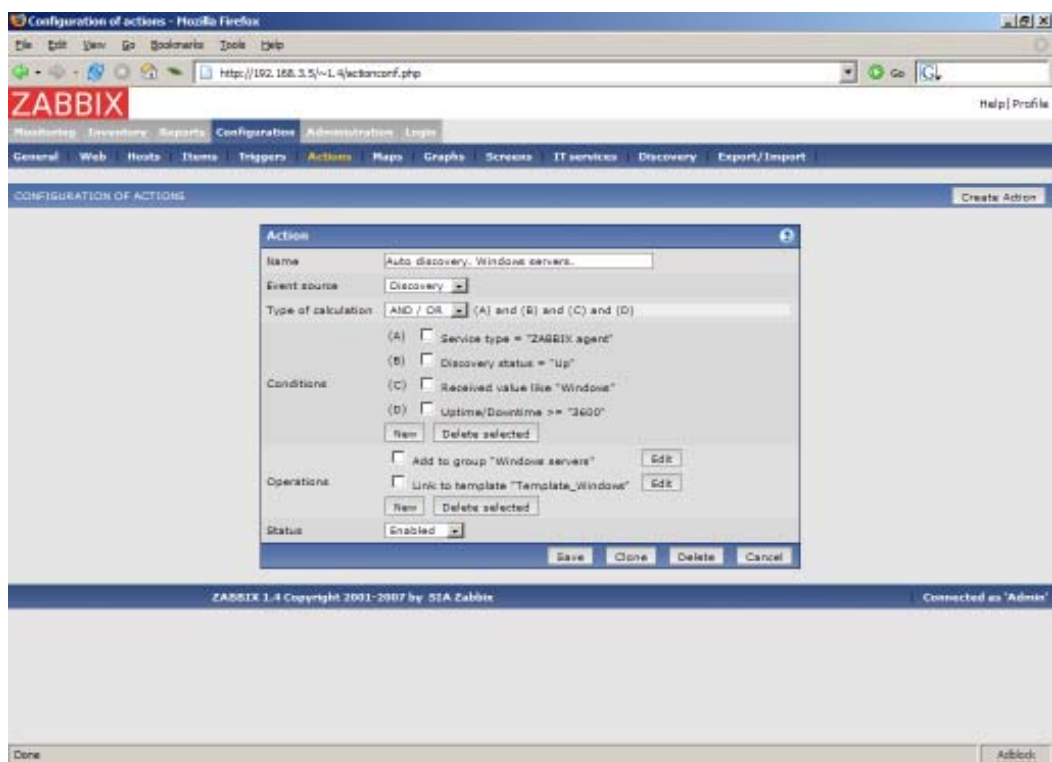 Configuration of actions - Mozilla Firefox
File Edit View Go Bookmarks Tools Help
http://192.168.3.5/~1.4/actionconf.php Go
ZABBIX
Help | Profile
Monitoring Inventory Reports Configuration Administration Login
General Web Hosts Items Triggers Actions Maps Graphs Screens IT services Discovery Export/Import
CONFIGURATION OF ACTIONS Create Action
Action
Name Auto discovery. Windows servers.
Event source Discovery
Type of calculation AND / OR (A) and (B) and (C) and (D)
(A) Service type = "ZABBIX agent"
(B) Discovery status = "Up"
Conditions (C) Received value like "Windows"
(D) Uptime/Downtime >= "3600"
New Delete selected
Add to group "Windows servers" Edit
Operations Link to template "Template_Windows" Edit
New Delete selected
Status Enabled
Save Clone Delete Cancel
ZABBIX 1.4 Copyright 2001-2007 by SIA Zabbix Connected as 'Admin'
Done Adblock